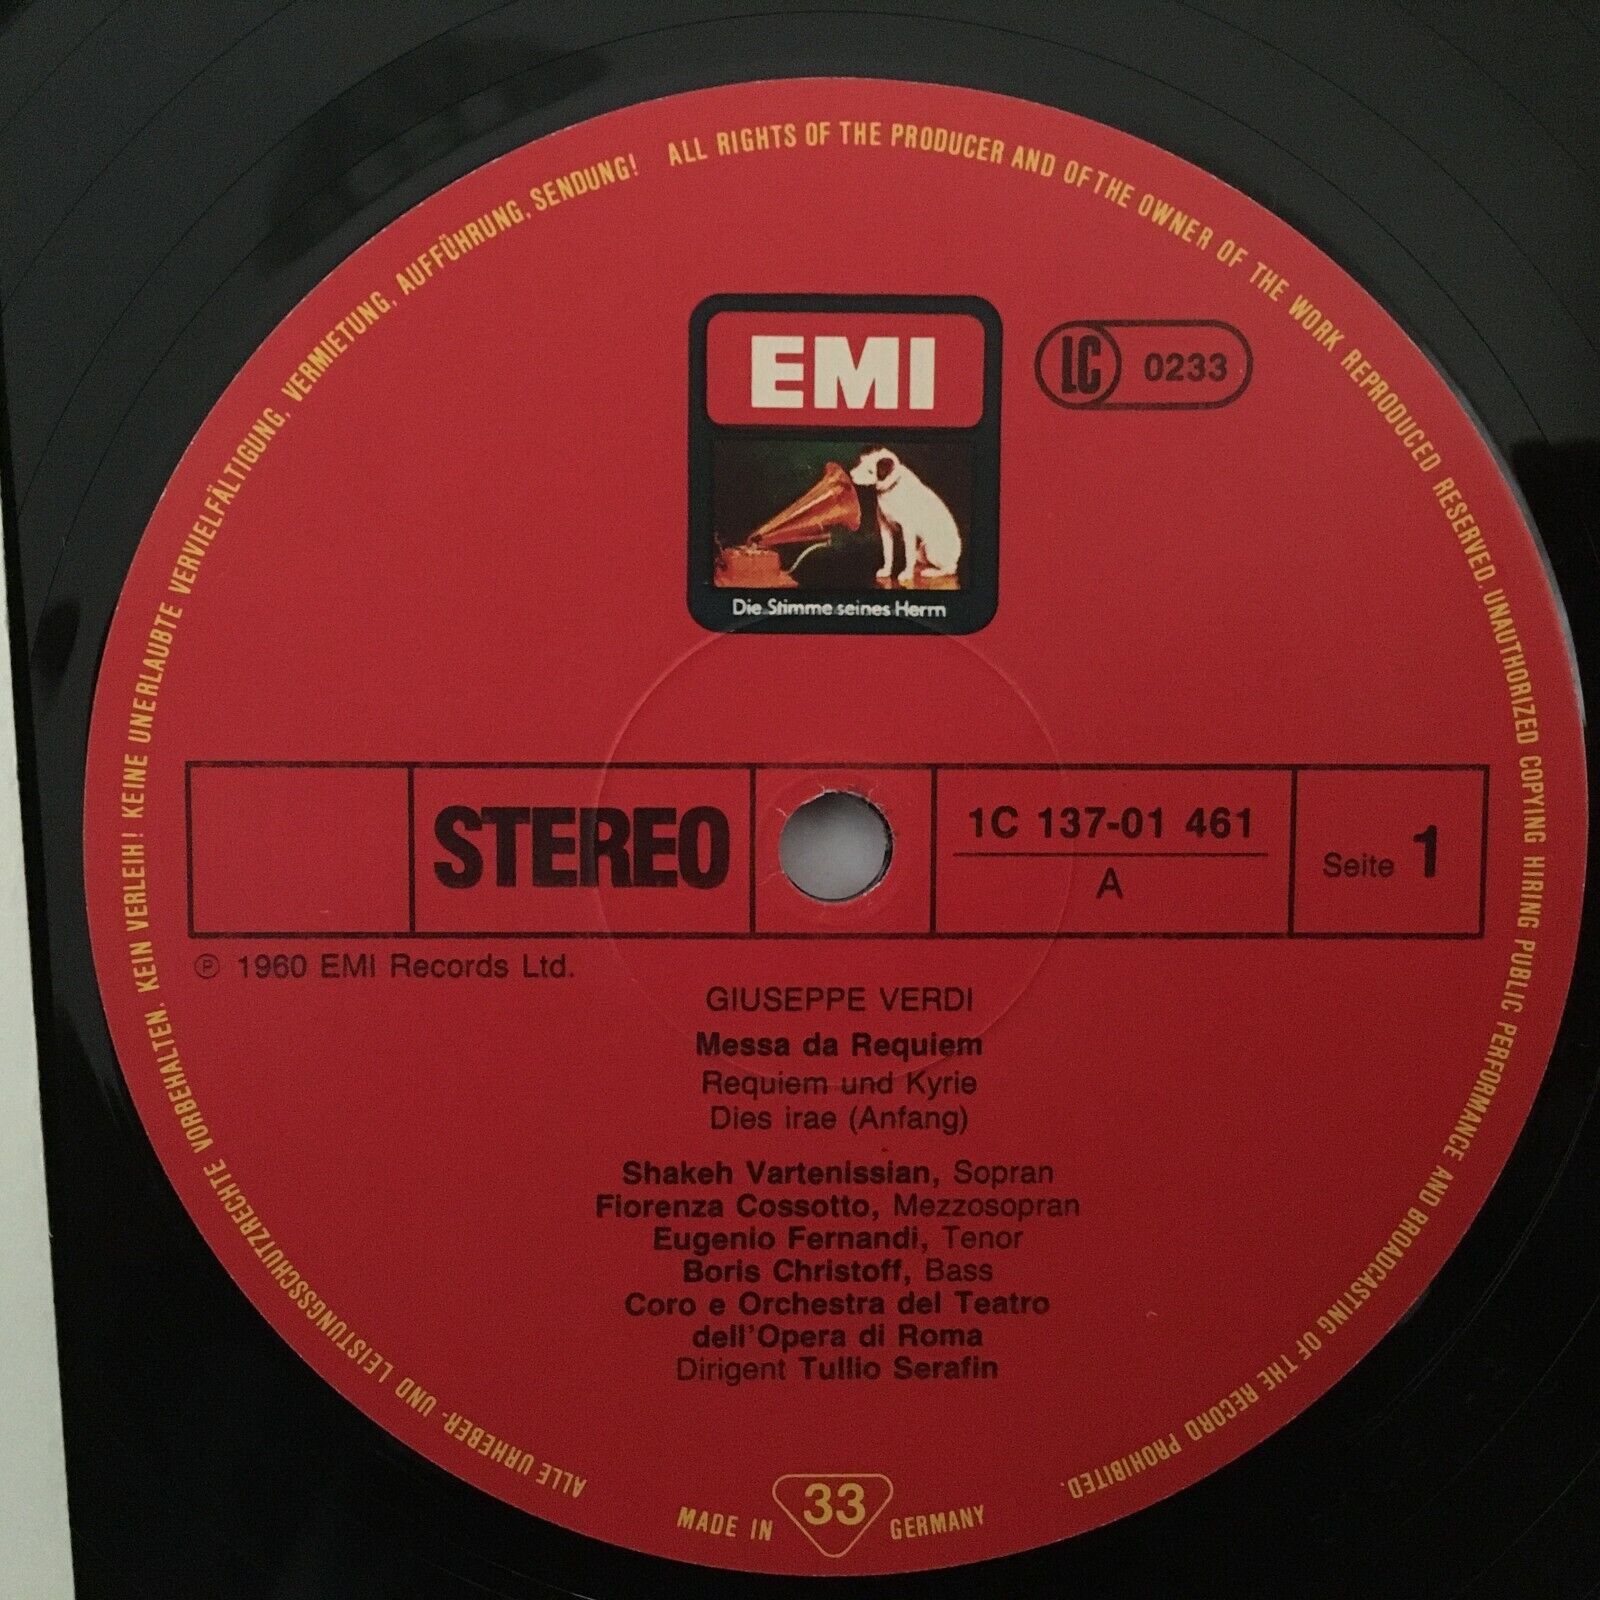 ALLE URHEBER- UND LEISTUNGSSCHUTZRECHTE VORBEHALTEN. KEIN VERLEIH! KEINE UNERLAUBTE VERVIELFÄLTIGUNG, VERMIETUNG, AUFFÜHRUNG, SENDUNG!
ALL RIGHTS OF THE PRODUCER AND OF THE OWNER OF THE WORK REPRODUCED RESERVED. UNAUTHORIZED COPYING HIRING PUBLIC PERFORMANCE AND BROADCASTING OF THE RECORD PROHIBITED.
EMI
LC 0233
Die Stimme seines Herrn
STEREO
1C 137-01 461
A
Seite 1
℗ 1960 EMI Records Ltd.
GIUSEPPE VERDI
Messa da Requiem
Requiem und Kyrie
Dies irae (Anfang)
Shakeh Vartenissian, Sopran
Fiorenza Cossotto, Mezzosopran
Eugenio Fernandi, Tenor
Boris Christoff, Bass
Coro e Orchestra del Teatro
dell'Opera di Roma
Dirigent Tullio Serafin
MADE IN 33 GERMANY